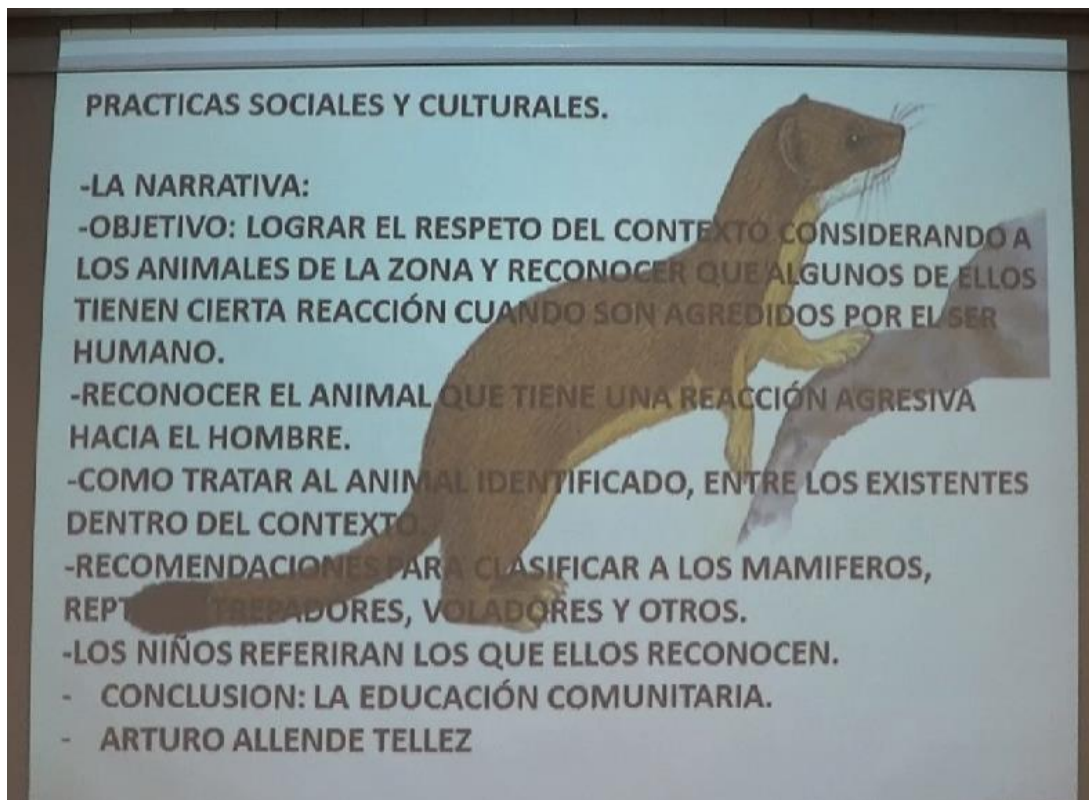 PRACTICAS SOCIALES Y CULTURALES.
-LA NARRATIVA:
-OBJETIVO: LOGRAR EL RESPETO DEL CONTEXTO CONSIDERANDO A
LOS ANIMALES DE LA ZONA Y RECONOCER QUE ALGUNOS DE ELLOS
TIENEN CIERTA REACCIÓN CUANDO SON AGREDIDOS POR EL SER
HUMANO.
-RECONOCER EL ANIMAL QUE TIENE UNA REACCIÓN AGRESIVA
HACIA EL HOMBRE.
-COMO TRATAR AL ANIMAL IDENTIFICADO, ENTRE LOS EXISTENTES
DENTRO DEL CONTEXTO.
-RECOMENDACIONES PARA CLASIFICAR A LOS MAMIFEROS,
TREPADORES, VOLADORES Y OTROS.
-LOS NIÑOS REFERIRAN LOS QUE ELLOS RECONOCEN.
- CONCLUSION: LA EDUCACIÓN COMUNITARIA.
- ARTURO ALLENDE TELLEZ